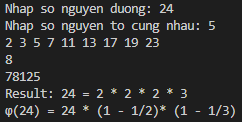 Nhap so nguyen duong: 24
Nhap so nguyen to cung nhau: 5
2 3 5 7 11 13 17 19 23
8
78125
Result: 24 = 2 * 2 * 2 * 3
φ(24) = 24 * (1 - 1/2)* (1 - 1/3)